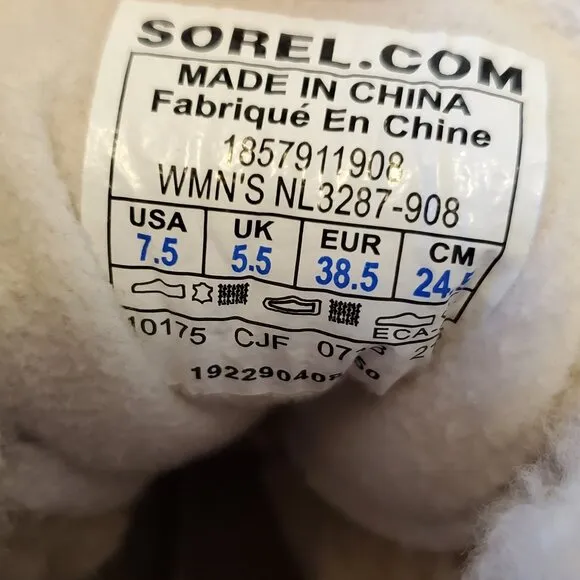 SOREL.COM
MADE IN CHINA
Fabriqué En Chine
1857911908
WMN'S NL3287-908
USA UK EUR CM
7.5 5.5 38.5
10175 CJF